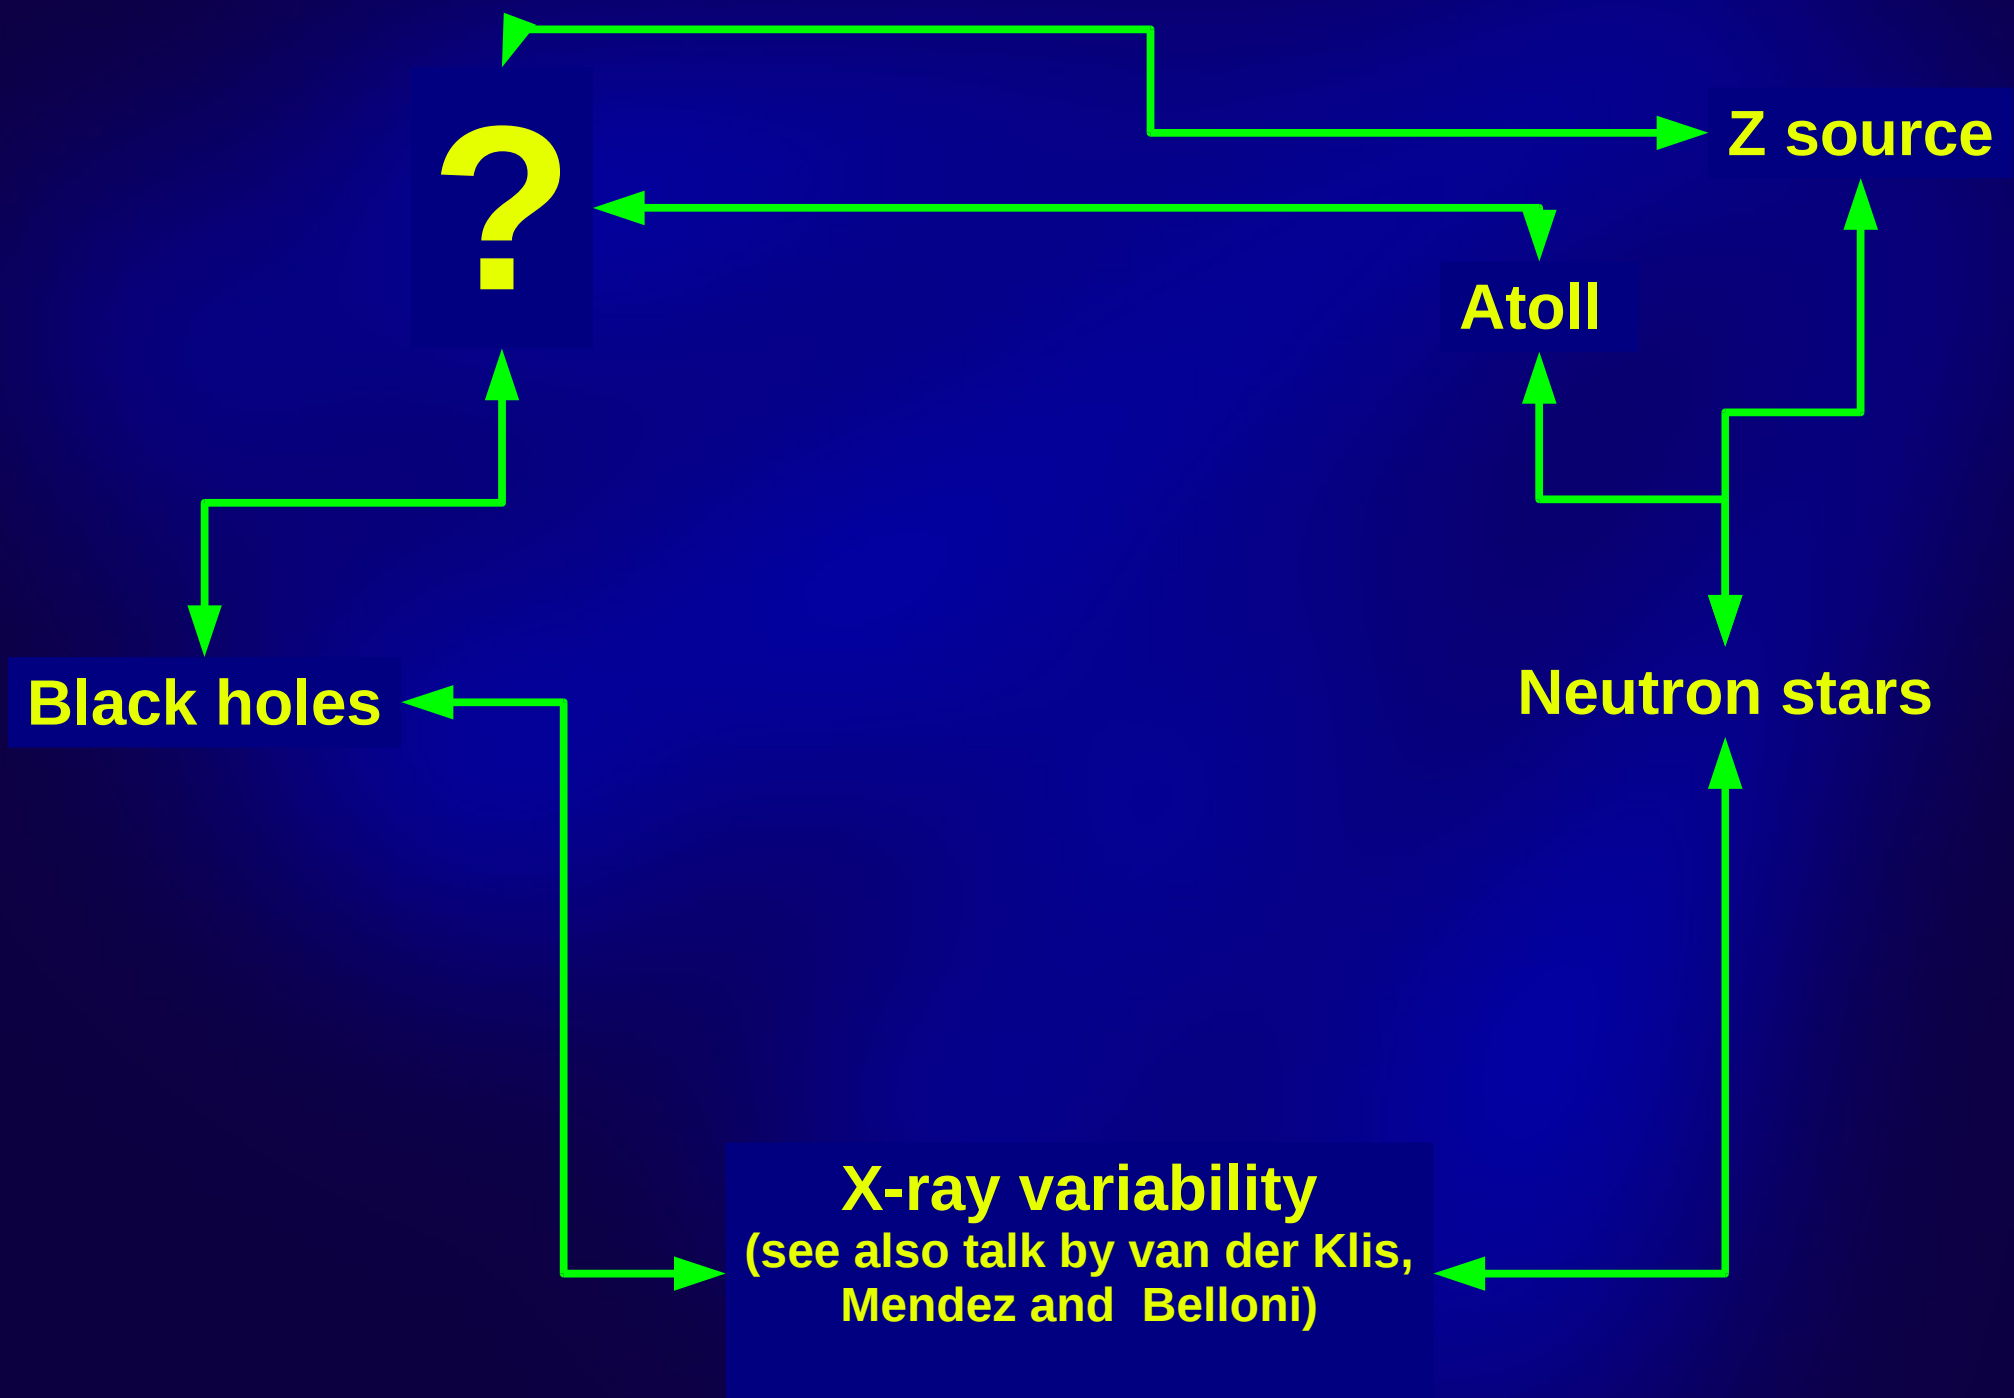 ?
Z source
Atoll
Black holes
Neutron stars
X-ray variability
(see also talk by van der Klis,
Mendez and  Belloni)